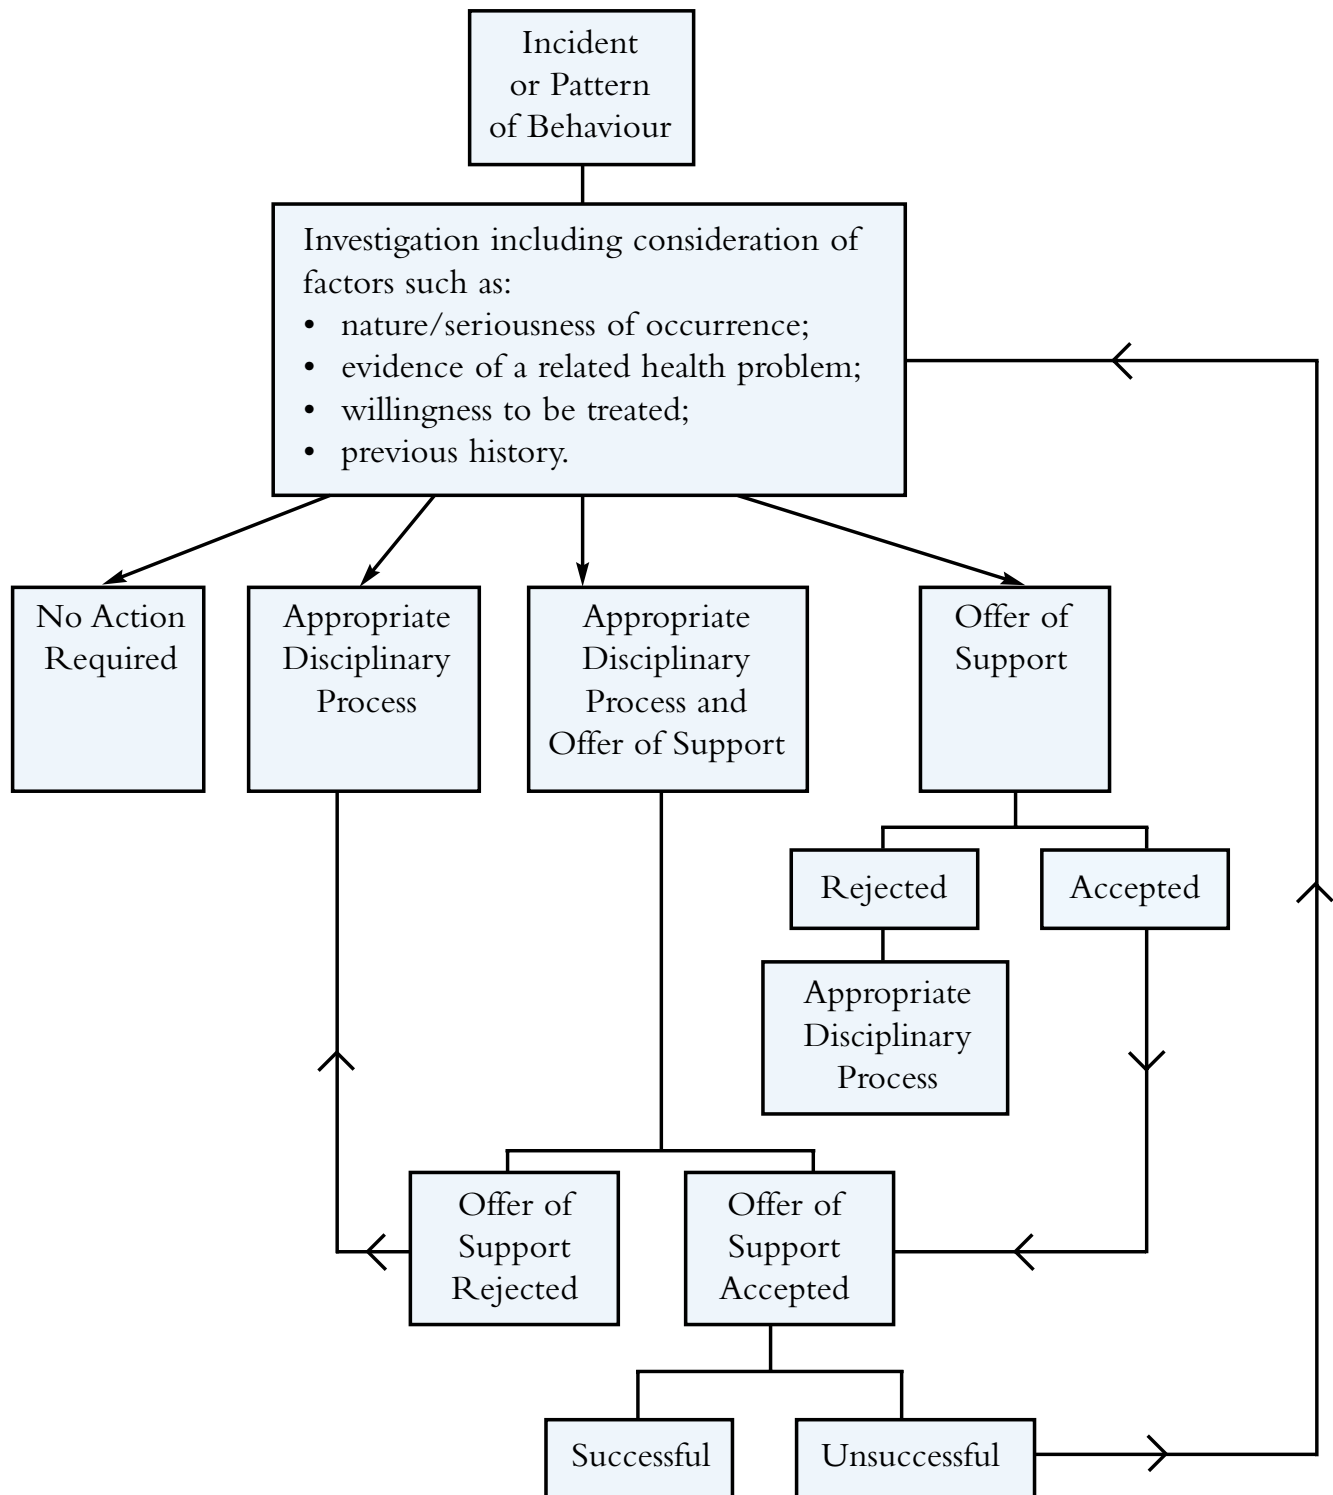 Incident
or Pattern
of Behaviour
Investigation including consideration of
factors such as:
• nature/seriousness of occurrence;
• evidence of a related health problem;
• willingness to be treated;
• previous history.
No Action
Required
Appropriate
Disciplinary
Process
Appropriate
Disciplinary
Process and
Offer of Support
Offer of
Support
Rejected
Accepted
Appropriate
Disciplinary
Process
Offer of
Support
Rejected
Offer of
Support
Accepted
Successful
Unsuccessful